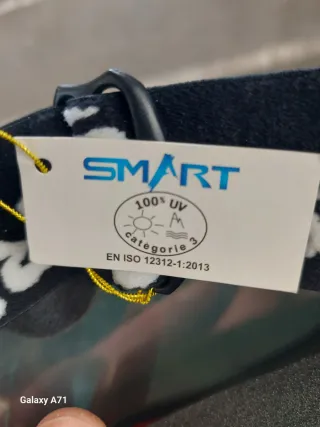 SMART
100% UV
catégorie 3
EN ISO 12312-1:2013
Galaxy A71